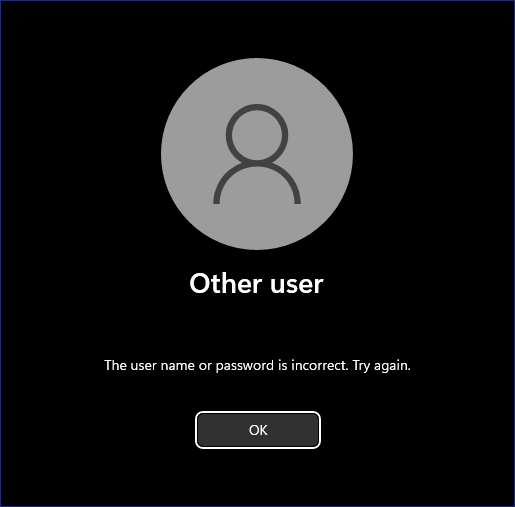 Other user
The user name or password is incorrect. Try again.
OK